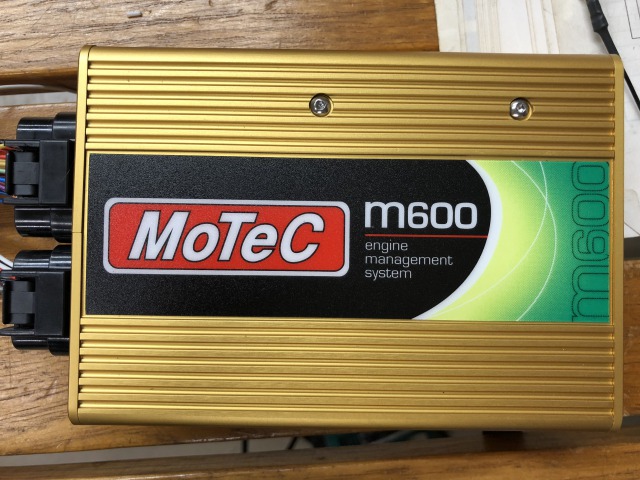 MoTeC
m600
engine
management
system
m600